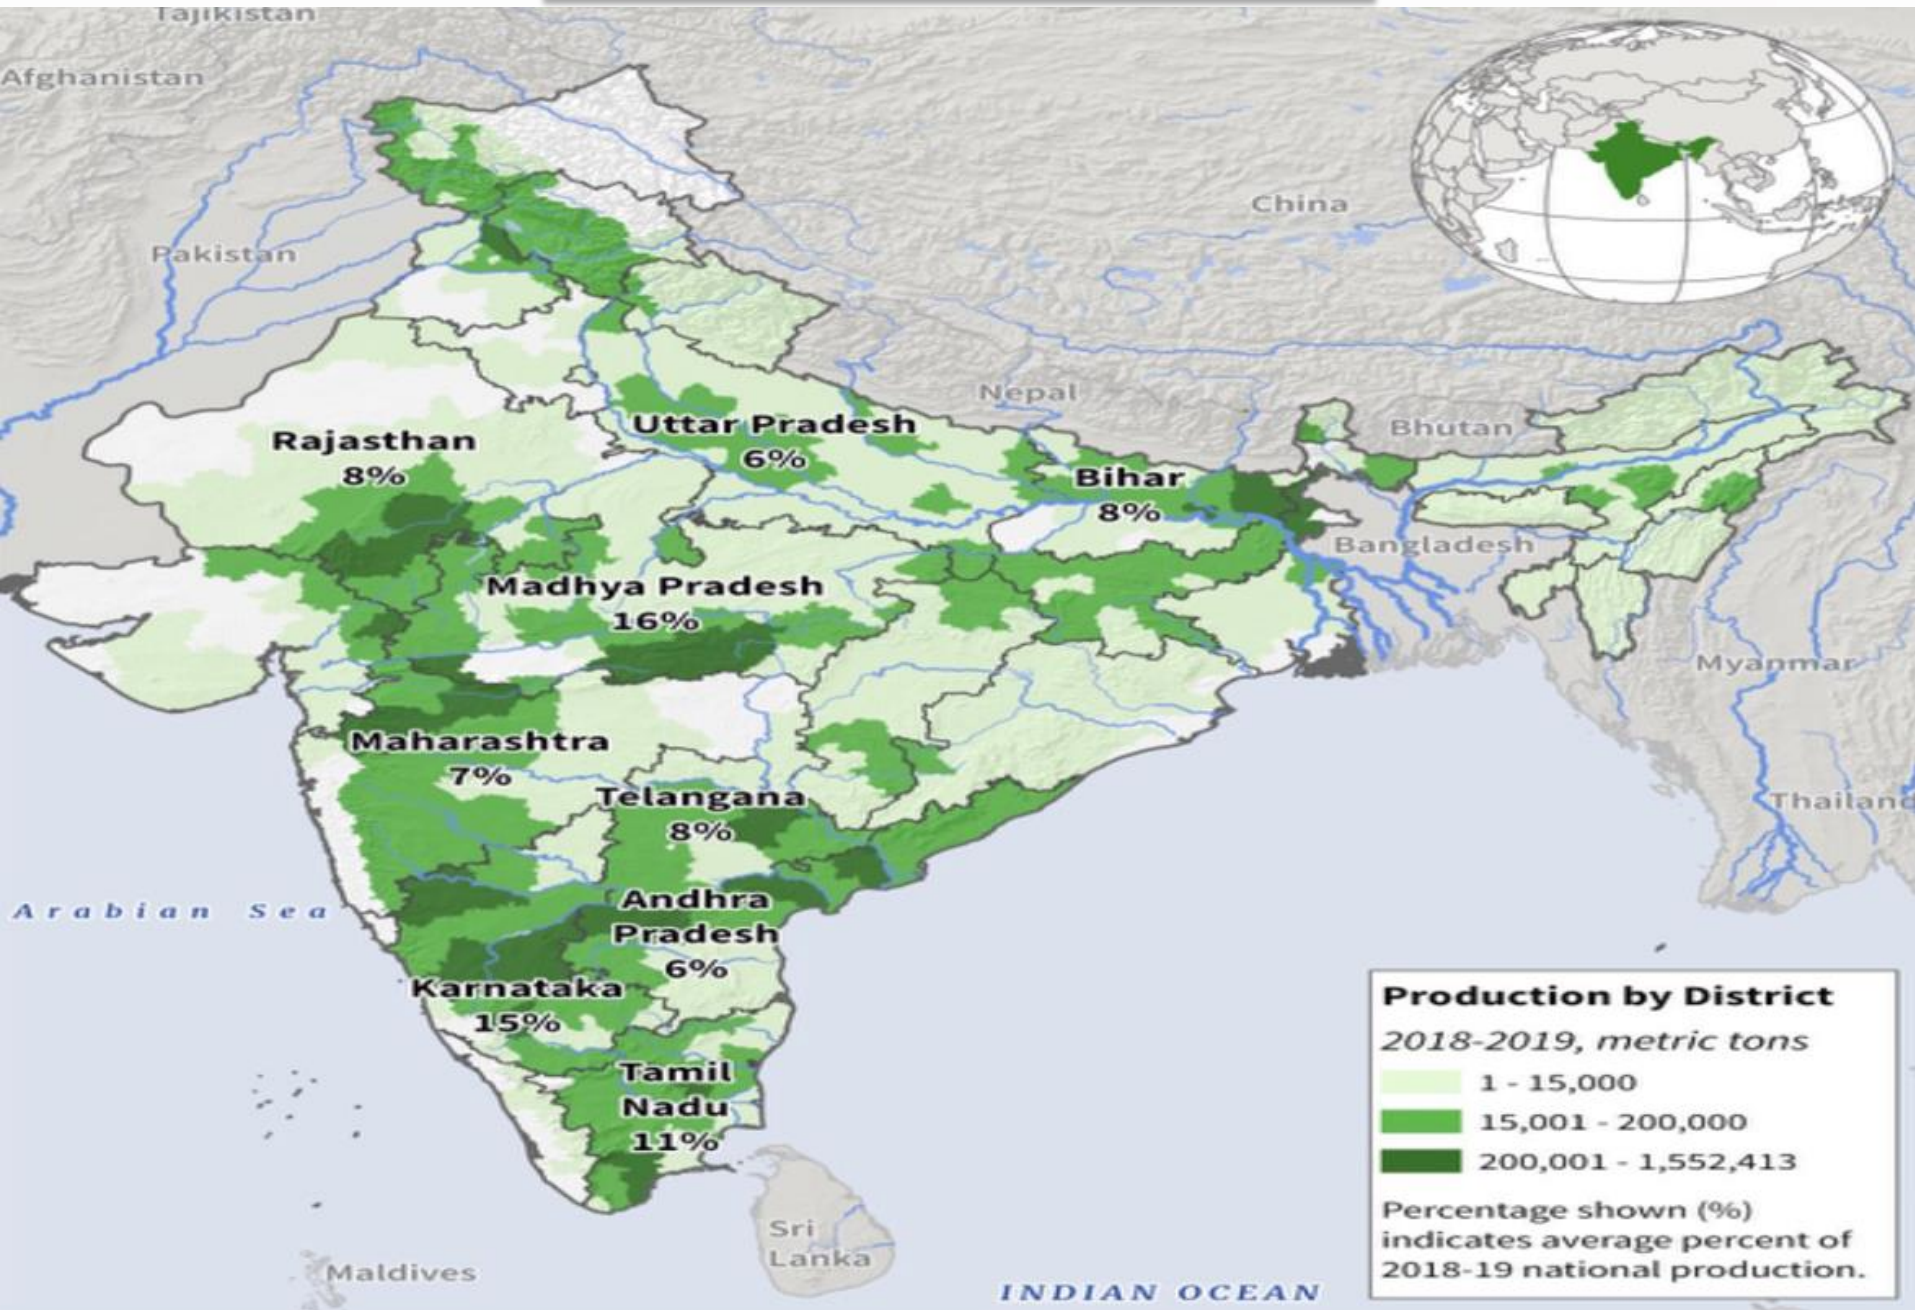 Tajikistan
Afghanistan
China
Pakistan
Nepal
Bhutan
Uttar Pradesh
6%
Rajasthan
8%
Bihar
8%
Bangladesh
Madhya Pradesh
16%
Myanmar
Maharashtra
7%
Telangana
8%
Thailand
Arabian Sea
Andhra
Pradesh
6%
Karnataka
15%
Tamil
Nadu
11%
Sri
Lanka
Maldives
INDIAN OCEAN
Production by District
2018-2019, metric tons
1 - 15,000
15,001 - 200,000
200,001 - 1,552,413
Percentage shown (%)
indicates average percent of
2018-19 national production.